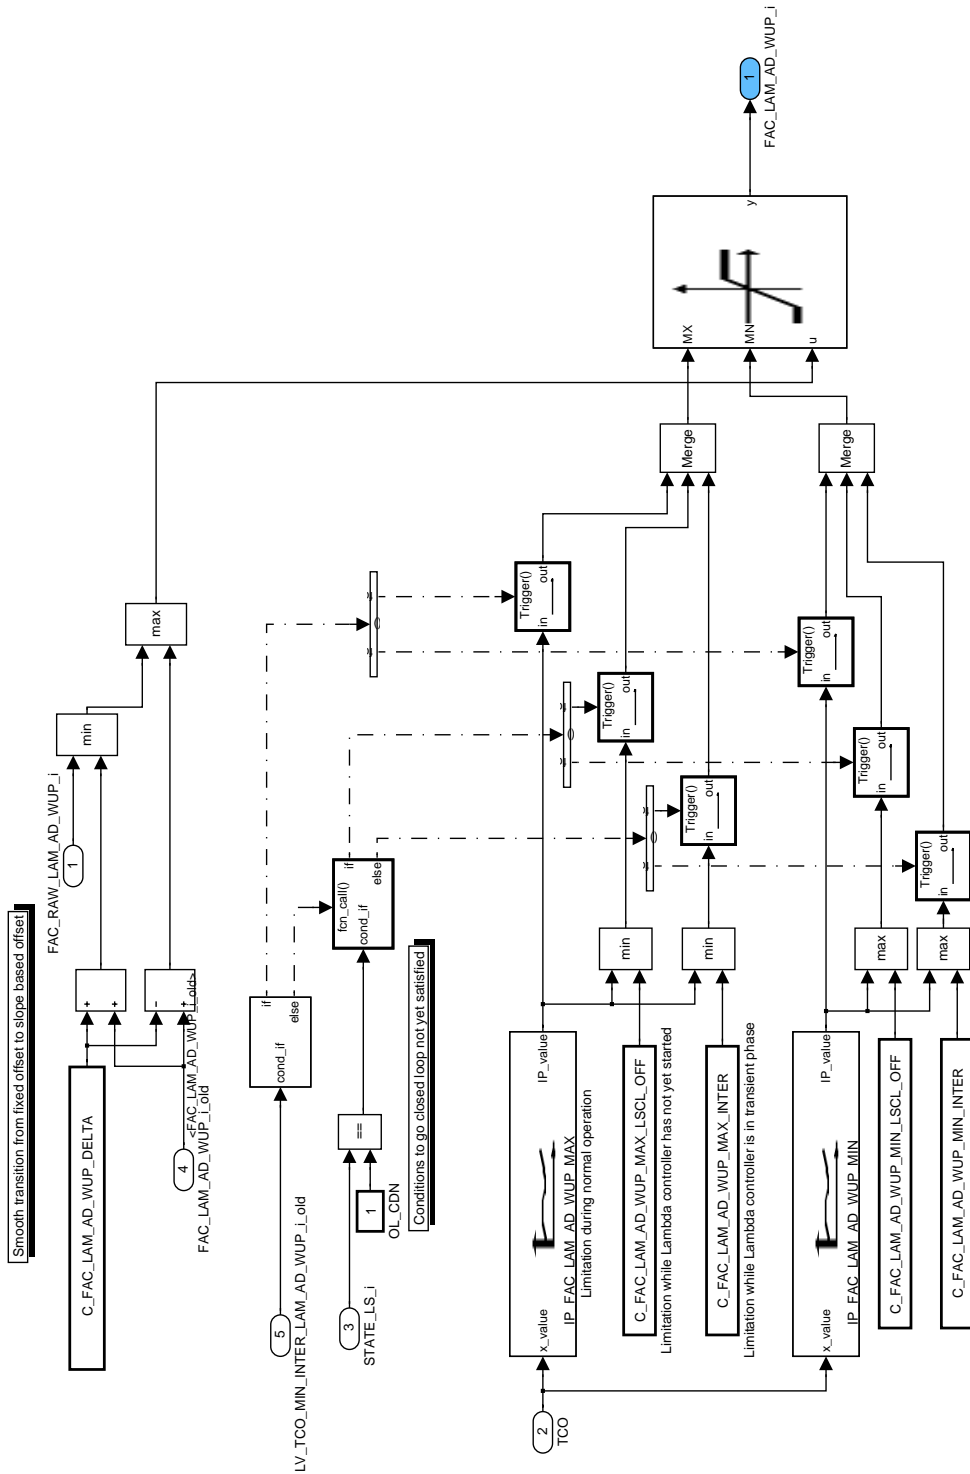 Smooth transition from fixed offset to slope based offset
C_FAC_LAM_AD_WUP_DELTA
+
+
-
+
<FAC_LAM_AD_WUP_i_old>
4
FAC_LAM_AD_WUP_i_old
1
FAC_RAW_LAM_AD_WUP_i
min
max
5
LV_TCO_MIN_INTER_LAM_AD_WUP_i_old
cond_if
if
else
3
STATE_LS_i
1
OL_CDN
==
Conditions to go closed loop not yet satisfied
fcn_call()
cond_if
if
else
2
TCO
x_value
IP_value
IP_FAC_LAM_AD_WUP_MAX
Limitation during normal operation
C_FAC_LAM_AD_WUP_MAX_LSCL_OFF
Limitation while Lambda controller has not yet started
C_FAC_LAM_AD_WUP_MAX_INTER
Limitation while Lambda controller is in transient phase
min
min
Trigger()
in
out
Trigger()
in
out
Trigger()
in
out
Merge
x_value
IP_value
IP_FAC_LAM_AD_WUP_MIN
C_FAC_LAM_AD_WUP_MIN_LSCL_OFF
C_FAC_LAM_AD_WUP_MIN_INTER
max
max
Trigger()
in
out
Trigger()
in
out
Trigger()
in
out
Merge
MX
MN
u
y
1
FAC_LAM_AD_WUP_i